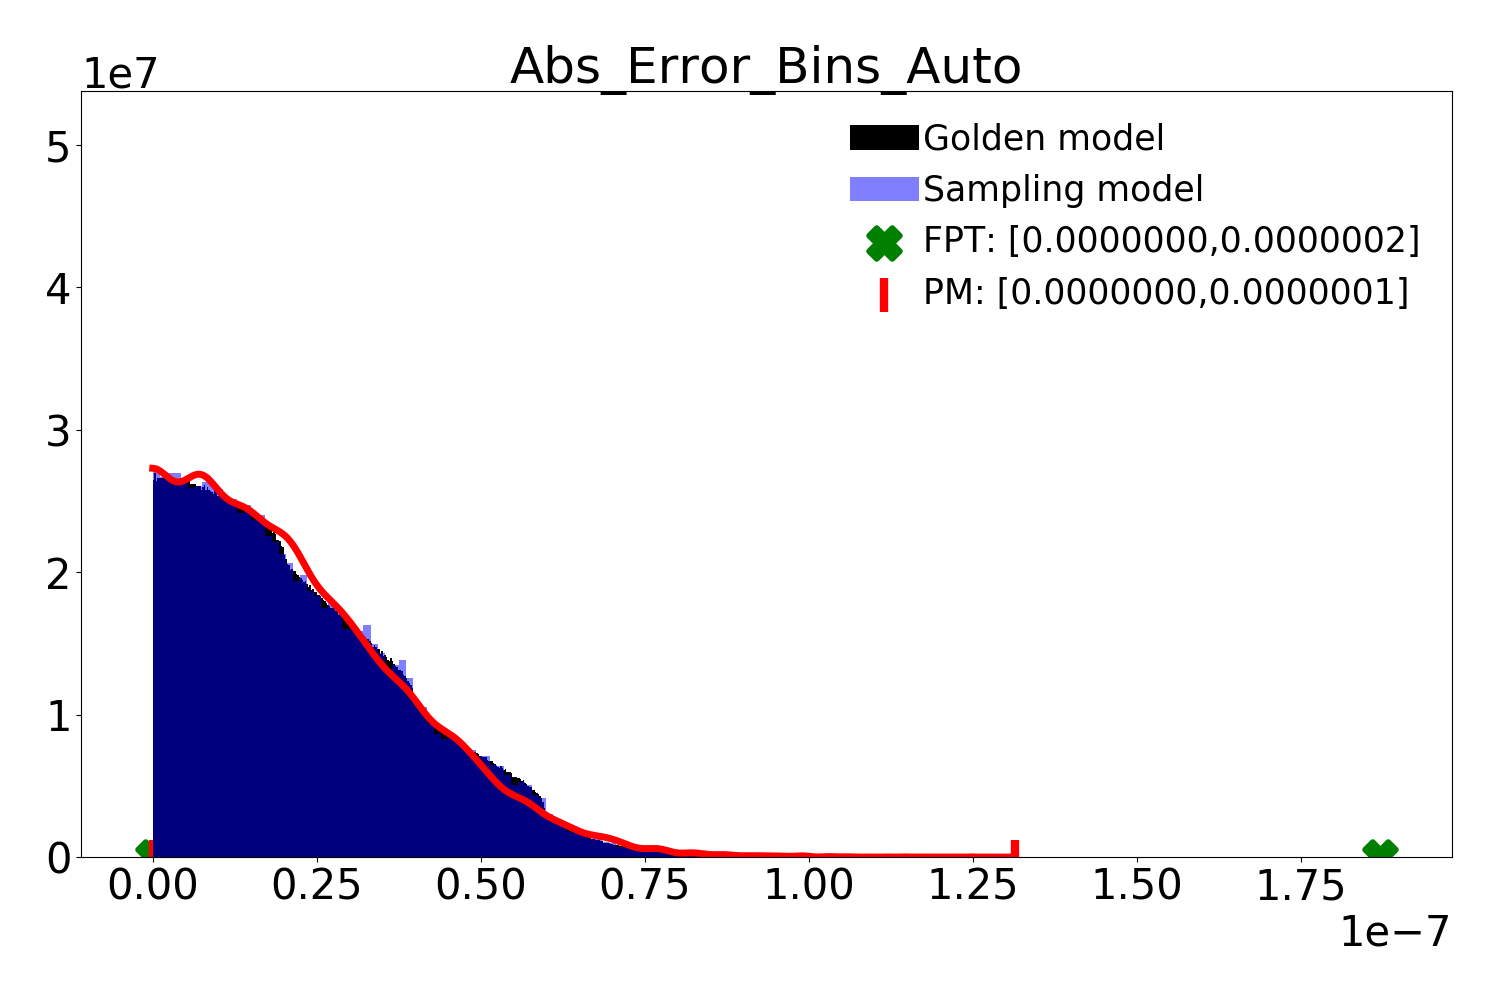 Abs_Error_Bins_Auto
1e7
5
4
3
2
1
0
Golden model
Sampling model
FPT: [0.0000000,0.0000002]
PM: [0.0000000,0.0000001]
0.00 0.25 0.50 0.75 1.00 1.25 1.50 1.75
1e−7